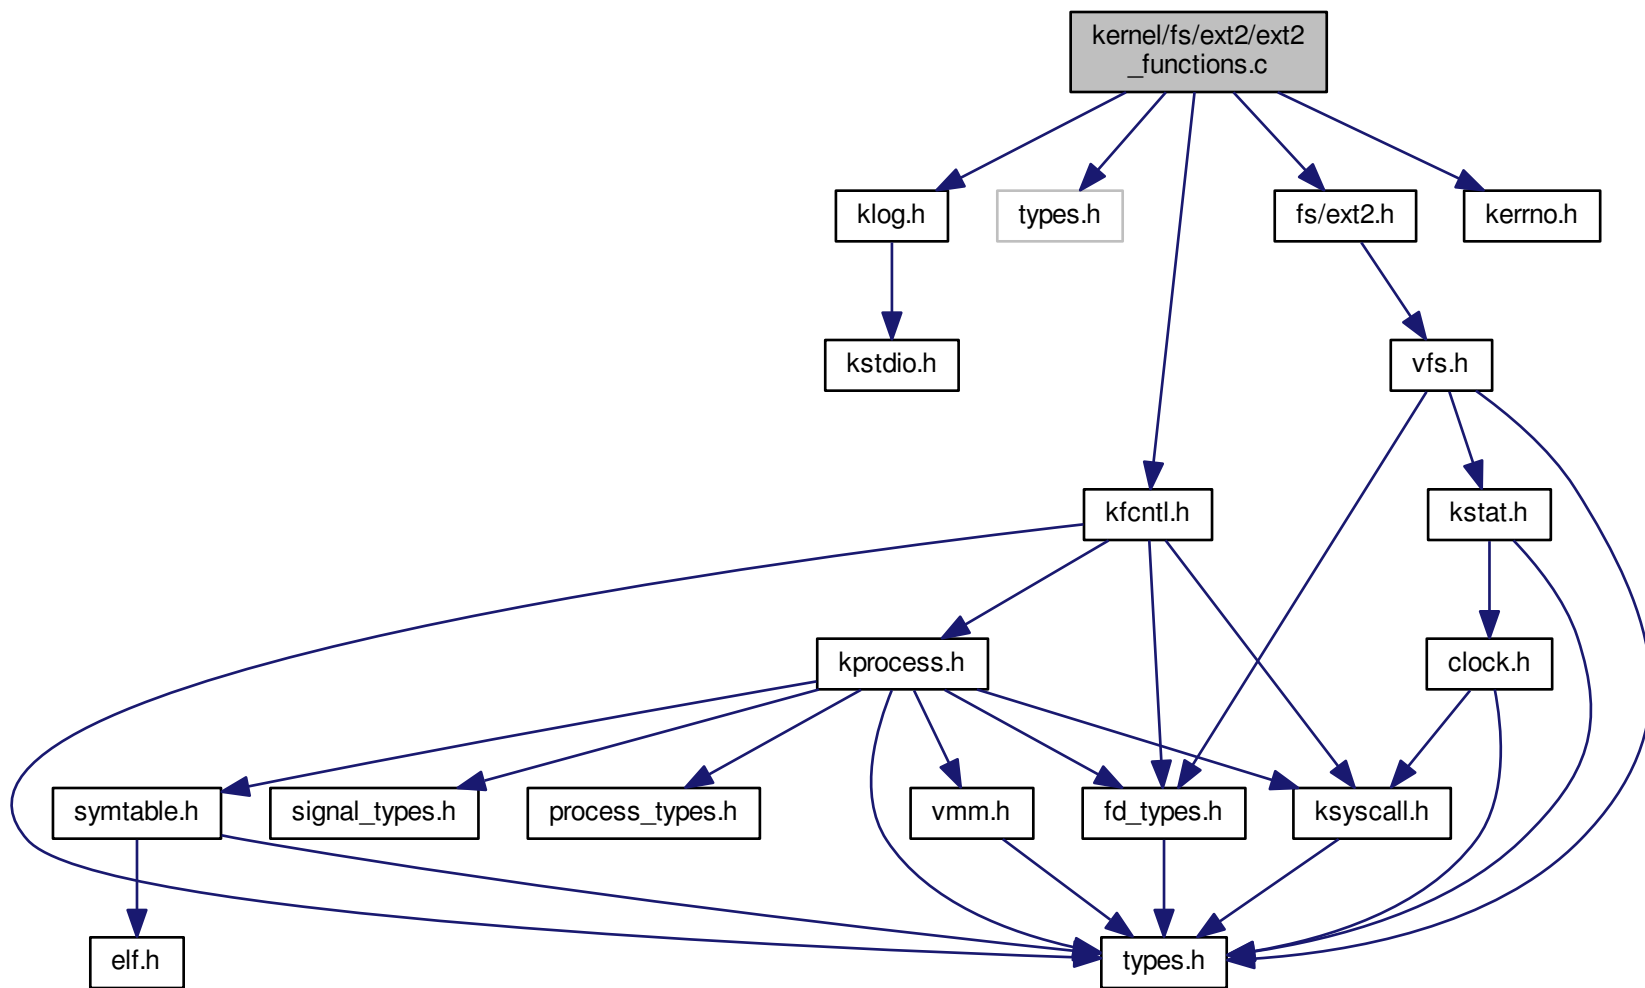 kernel/fs/ext2/ext2
_functions.c
klog.h
types.h
fs/ext2.h
kerrno.h
kstdio.h
vfs.h
kfcntl.h
kstat.h
kprocess.h
clock.h
symtable.h
signal_types.h
process_types.h
vmm.h
fd_types.h
ksyscall.h
elf.h
types.h